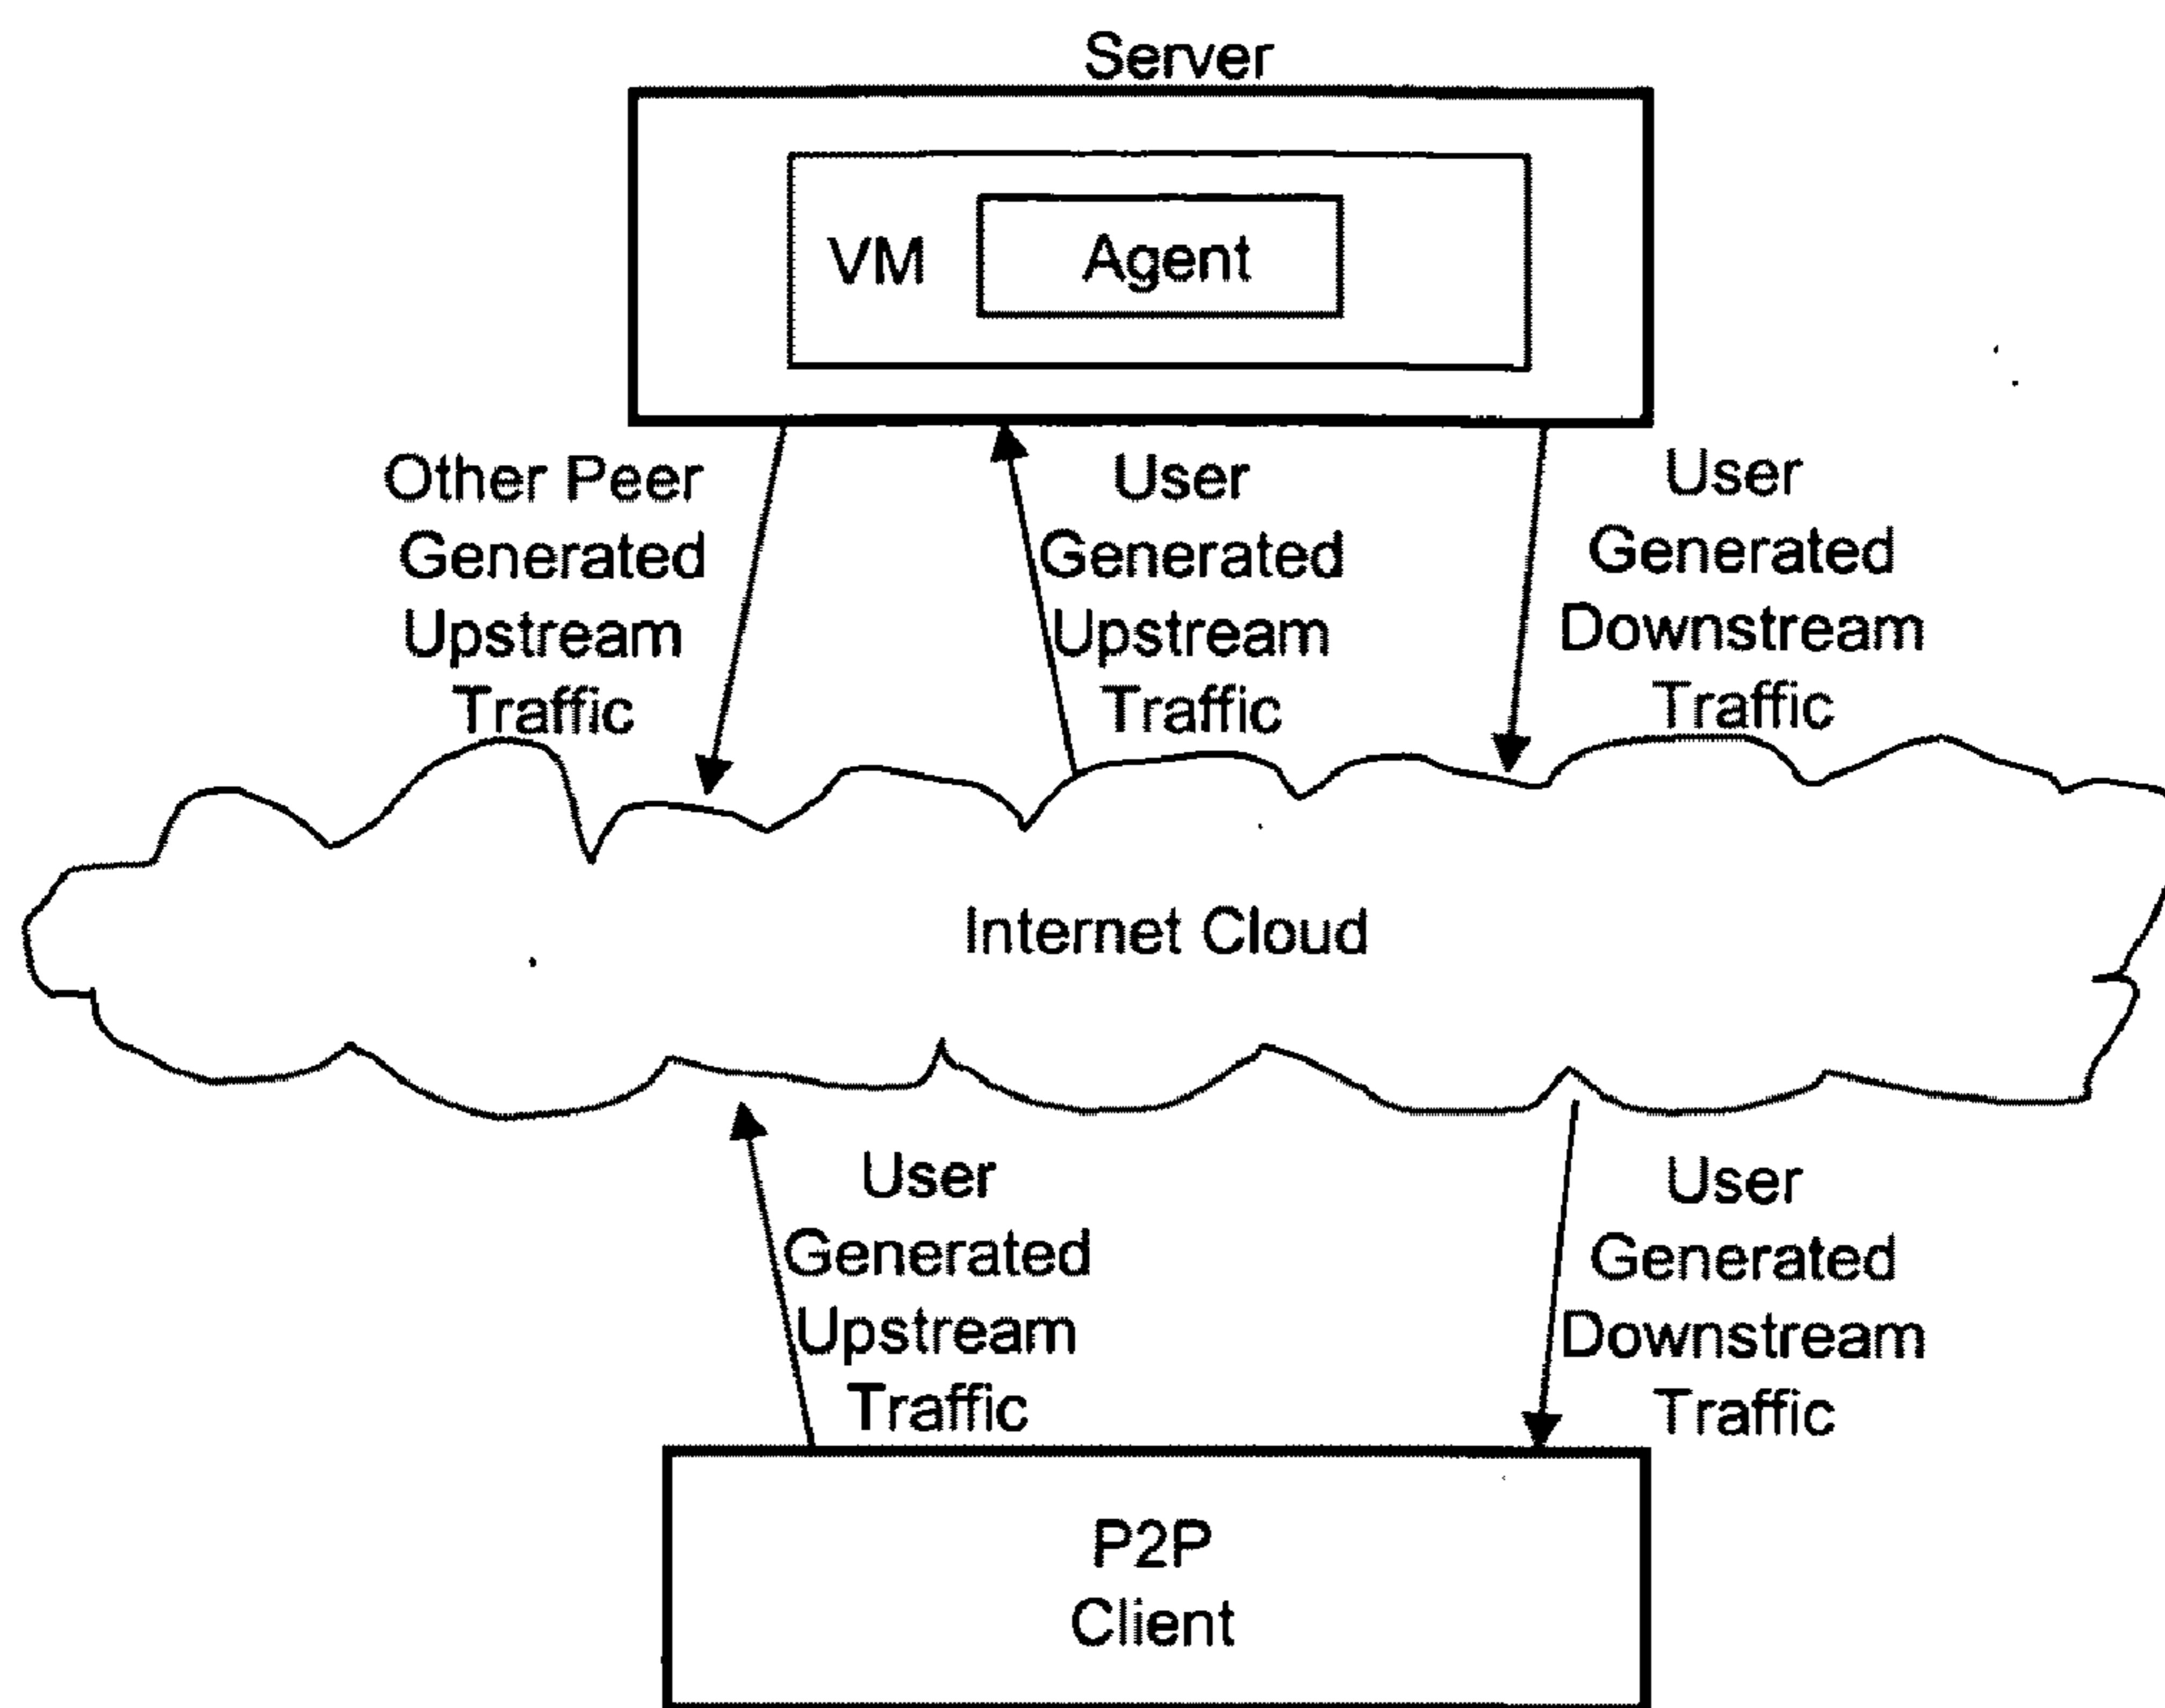 Server
VM
Agent
Other Peer
Generated
Upstream
Traffic
User
Generated
Upstream
Traffic
User
Generated
Downstream
Traffic
Internet Cloud
User
Generated
Upstream
Traffic
User
Generated
Downstream
Traffic
P2P
Client